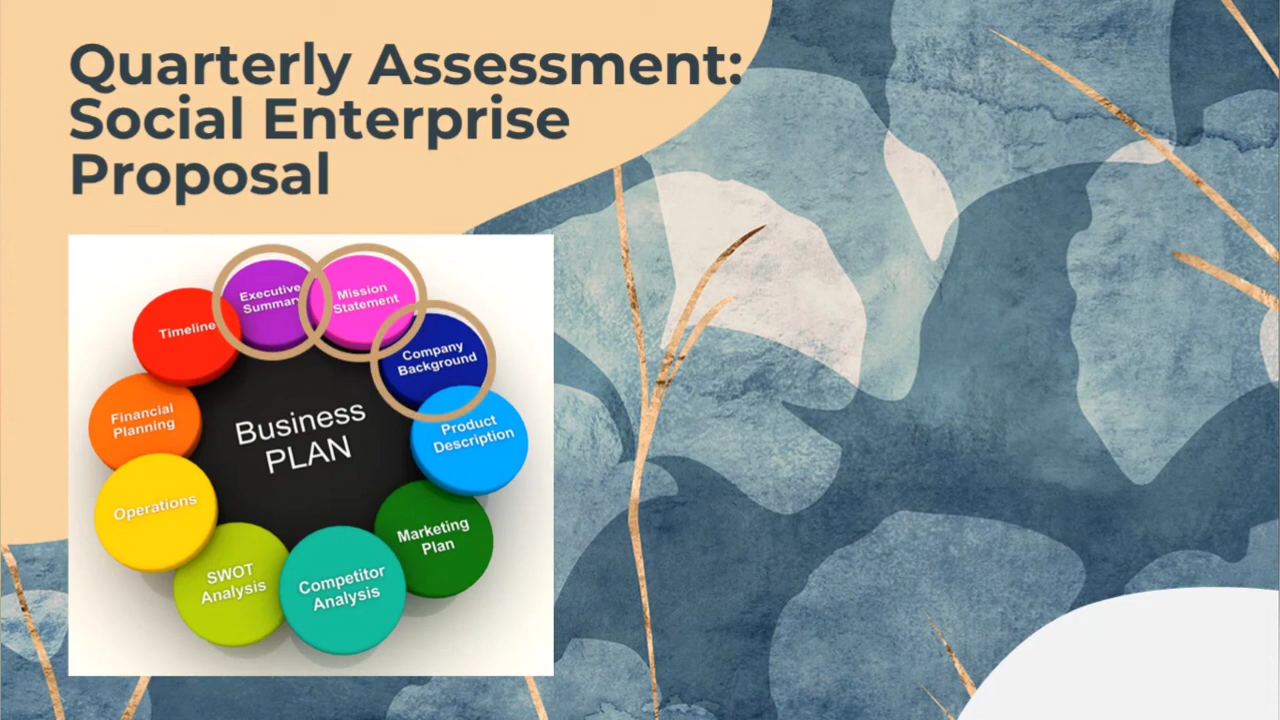 Quarterly Assessment:
Social Enterprise
Proposal
Executive
Summary
Mission
Statement
Timeline
Company
Background
Financial
Planning
Business
PLAN
Product
Description
Operations
Marketing
Plan
SWOT
Analysis
Competitor
Analysis